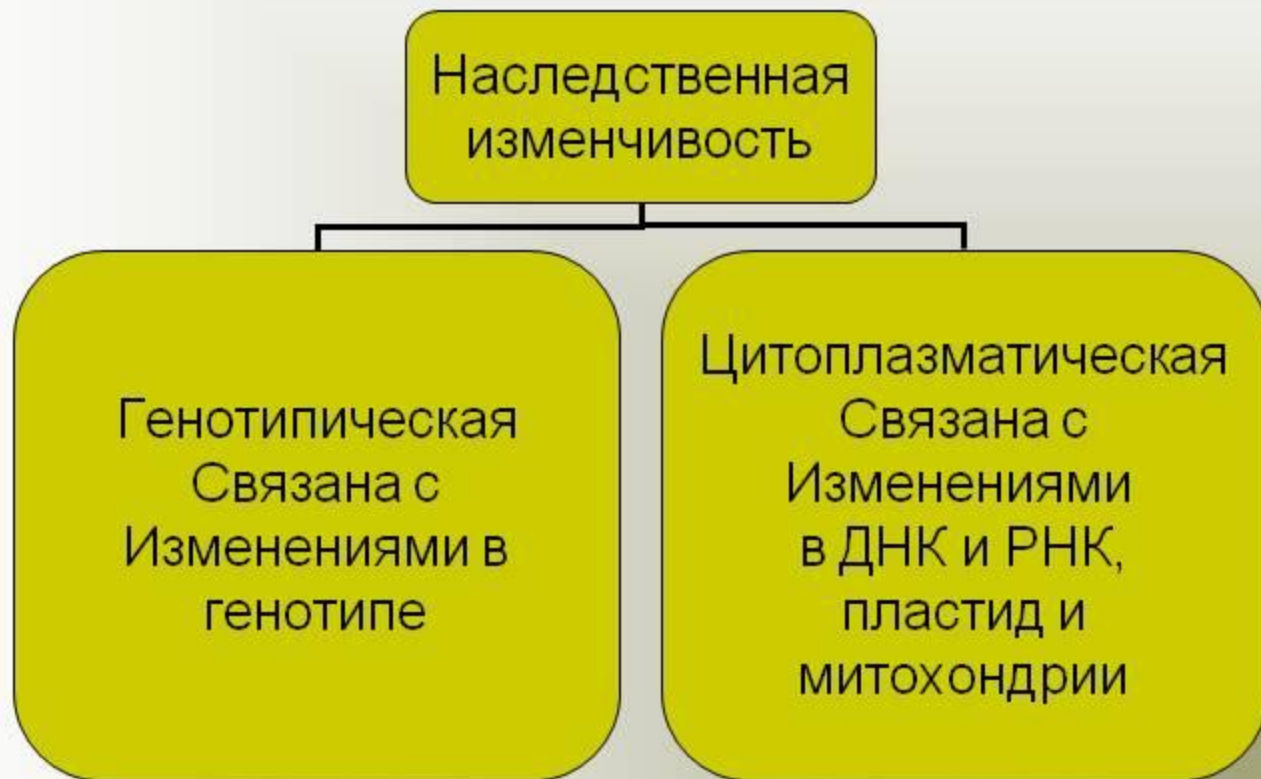 Наследственная
изменчивость
Генотипическая
Связана с
Изменениями в
генотипе
Цитоплазматическая
Связана с
Изменениями
в ДНК и РНК,
пластид и
митохондрии